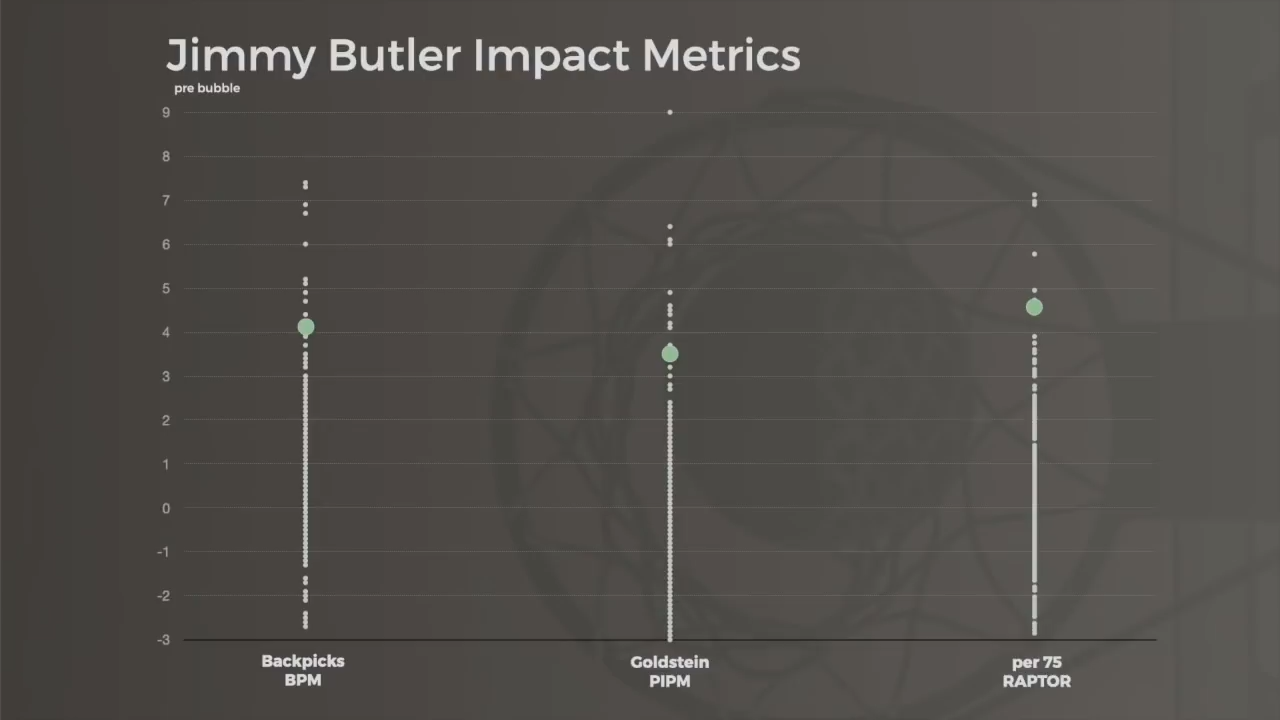 Jimmy Butler Impact Metrics
pre bubble
9
8
7
6
5
4
3
2
1
0
-1
-2
-3
Backpicks
BPM
Goldstein
PIPM
per 75
RAPTOR